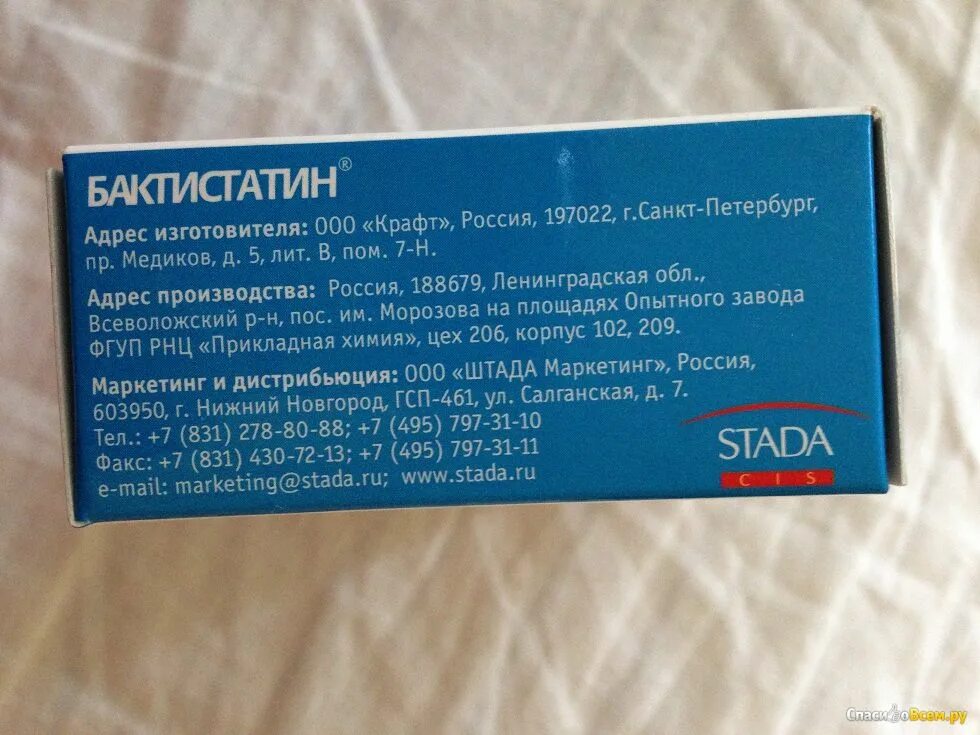 БАКТИСТАТИН®
Адрес изготовителя: ООО «Крафт», Россия, 197022, г.Санкт-Петербург,
пр. Медиков, д. 5, лит. В, пом. 7-Н.
Адрес производства: Россия, 188679, Ленинградская обл.,
Всеволожский р-н, пос. им. Морозова на площадях Опытного завода
ФГУП РНЦ «Прикладная химия», цех 206, корпус 102, 209.
Маркетинг и дистрибьюция: ООО «ШТАДА Маркетинг», Россия,
603950, г. Нижний Новгород, ГСП-461, ул. Салганская, д. 7.
Тел.: +7 (831) 278-80-88; +7 (495) 797-31-10
Факс: +7 (831) 430-72-13; +7 (495) 797-31-11
e-mail: marketing@stada.ru; www.stada.ru
STADA
CIS
СпасибоВсем.ру